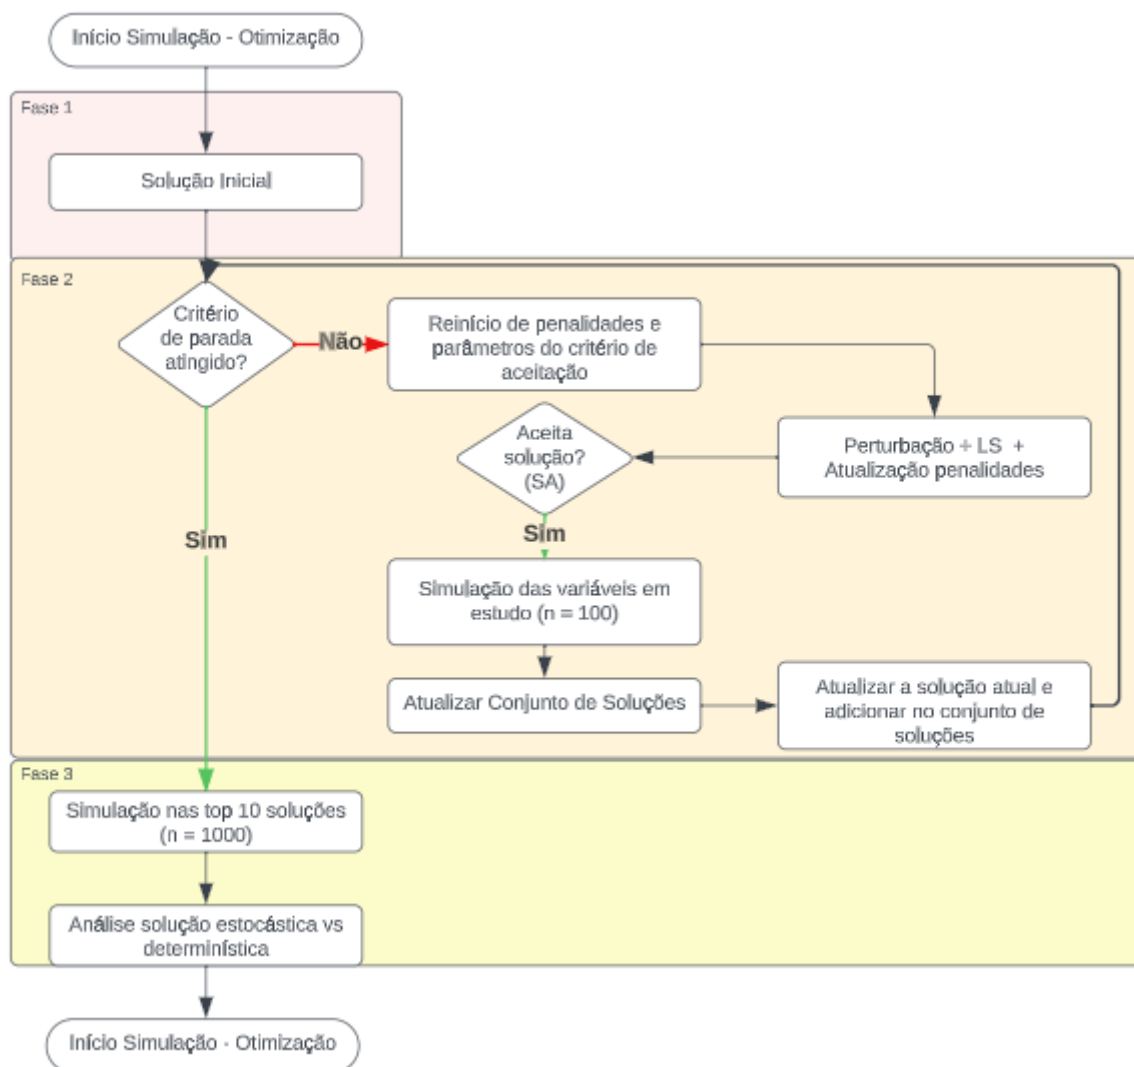 Início Simulação - Otimização
Fase 1
Solução Inicial
Fase 2
Critério
de parada
atingido?
Não
Reinício de penalidades e
parâmetros do critério de
aceitação
Perturbação + LS +
Atualização penalidades
Aceita
solução?
(SA)
Sim
Sim
Simulação das variáveis em
estudo (n = 100)
Atualizar Conjunto de Soluções
Atualizar a solução atual e
adicionar no conjunto de
soluções
Fase 3
Simulação nas top 10 soluções
(n = 1000)
Análise solução estocástica vs
determinística
Início Simulação - Otimização